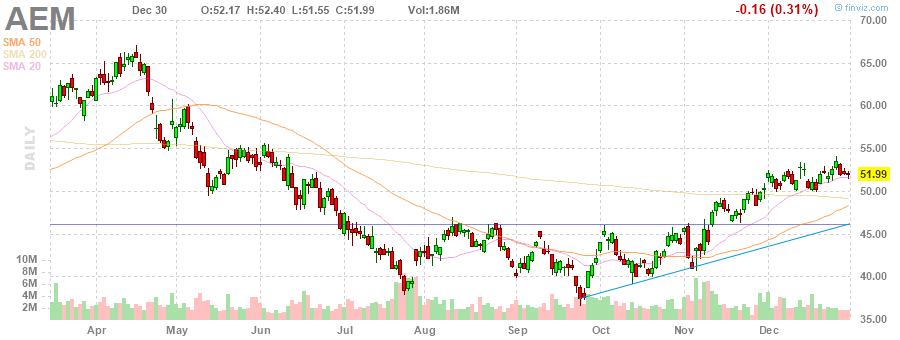 AEM Dec 30 O:52.17 H:52.40 L:51.55 C:51.99 Vol:1.86M -0.16 (0.31%) © finviz.com
SMA 50
SMA 200
SMA 20
DAILY
70.00
65.00
60.00
55.00
51.99
50.00
45.00
40.00
35.00
10M
8M
6M
4M
2M
Apr May Jun Jul Aug Sep Oct Nov Dec